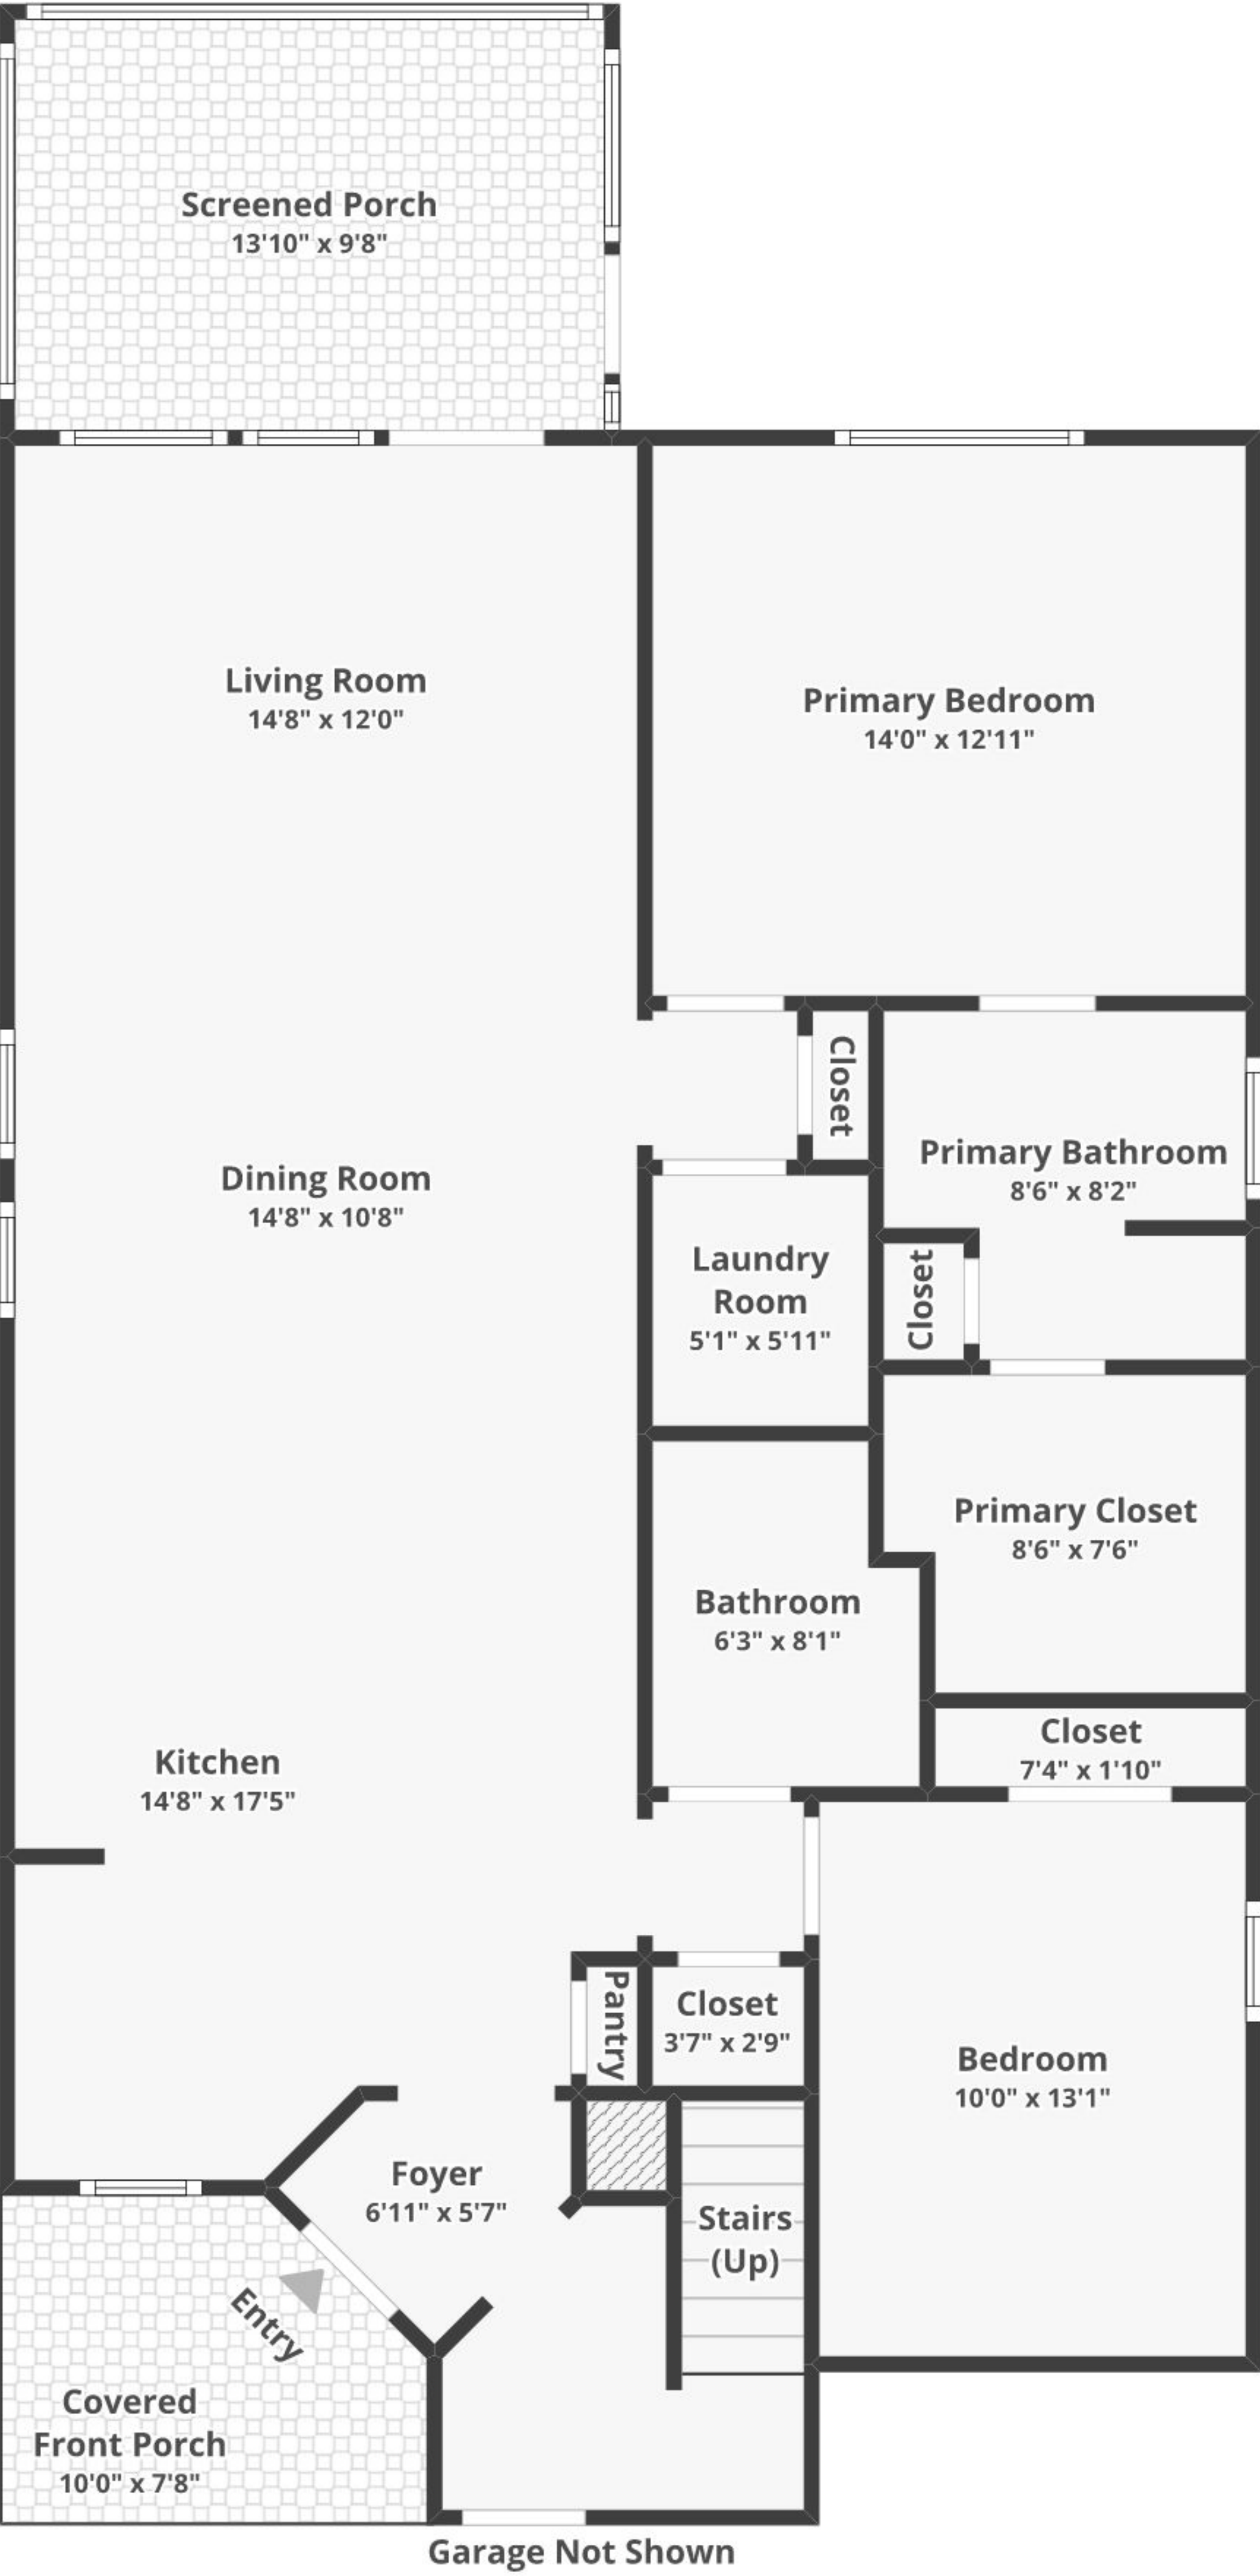 Screened Porch
13'10" x 9'8"
Living Room
14'8" x 12'0"
Primary Bedroom
14'0" x 12'11"
Closet
Primary Bathroom
8'6" x 8'2"
Dining Room
14'8" x 10'8"
Laundry
Room
5'1" x 5'11"
Closet
Primary Closet
8'6" x 7'6"
Bathroom
6'3" x 8'1"
Closet
7'4" x 1'10"
Kitchen
14'8" x 17'5"
Pantry
Closet
3'7" x 2'9"
Bedroom
10'0" x 13'1"
Foyer
6'11" x 5'7"
Stairs
(Up)
Entry
Covered
Front Porch
10'0" x 7'8"
Garage Not Shown